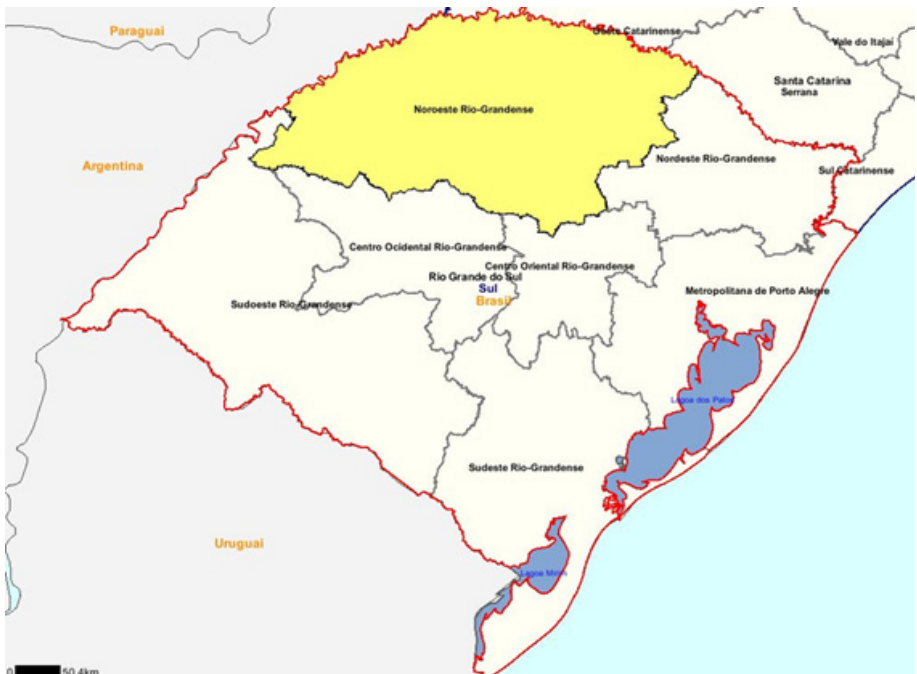 Paraguai
Oeste Catarinense
Vale do Itajaí
Santa Catarina
Serrana
Noroeste Rio-Grandense
Nordeste Rio-Grandense
Argentina
Sul Catarinense
Centro Ocidental Rio-Grandense
Centro Oriental Rio-Grandense
Rio Grande do Sul
Sul
Brasil
Metropolitana de Porto Alegre
Sudoeste Rio-Grandense
Lagoa dos Patos
Sudeste Rio-Grandense
Uruguai
Lagoa Mirim
0 50.4km